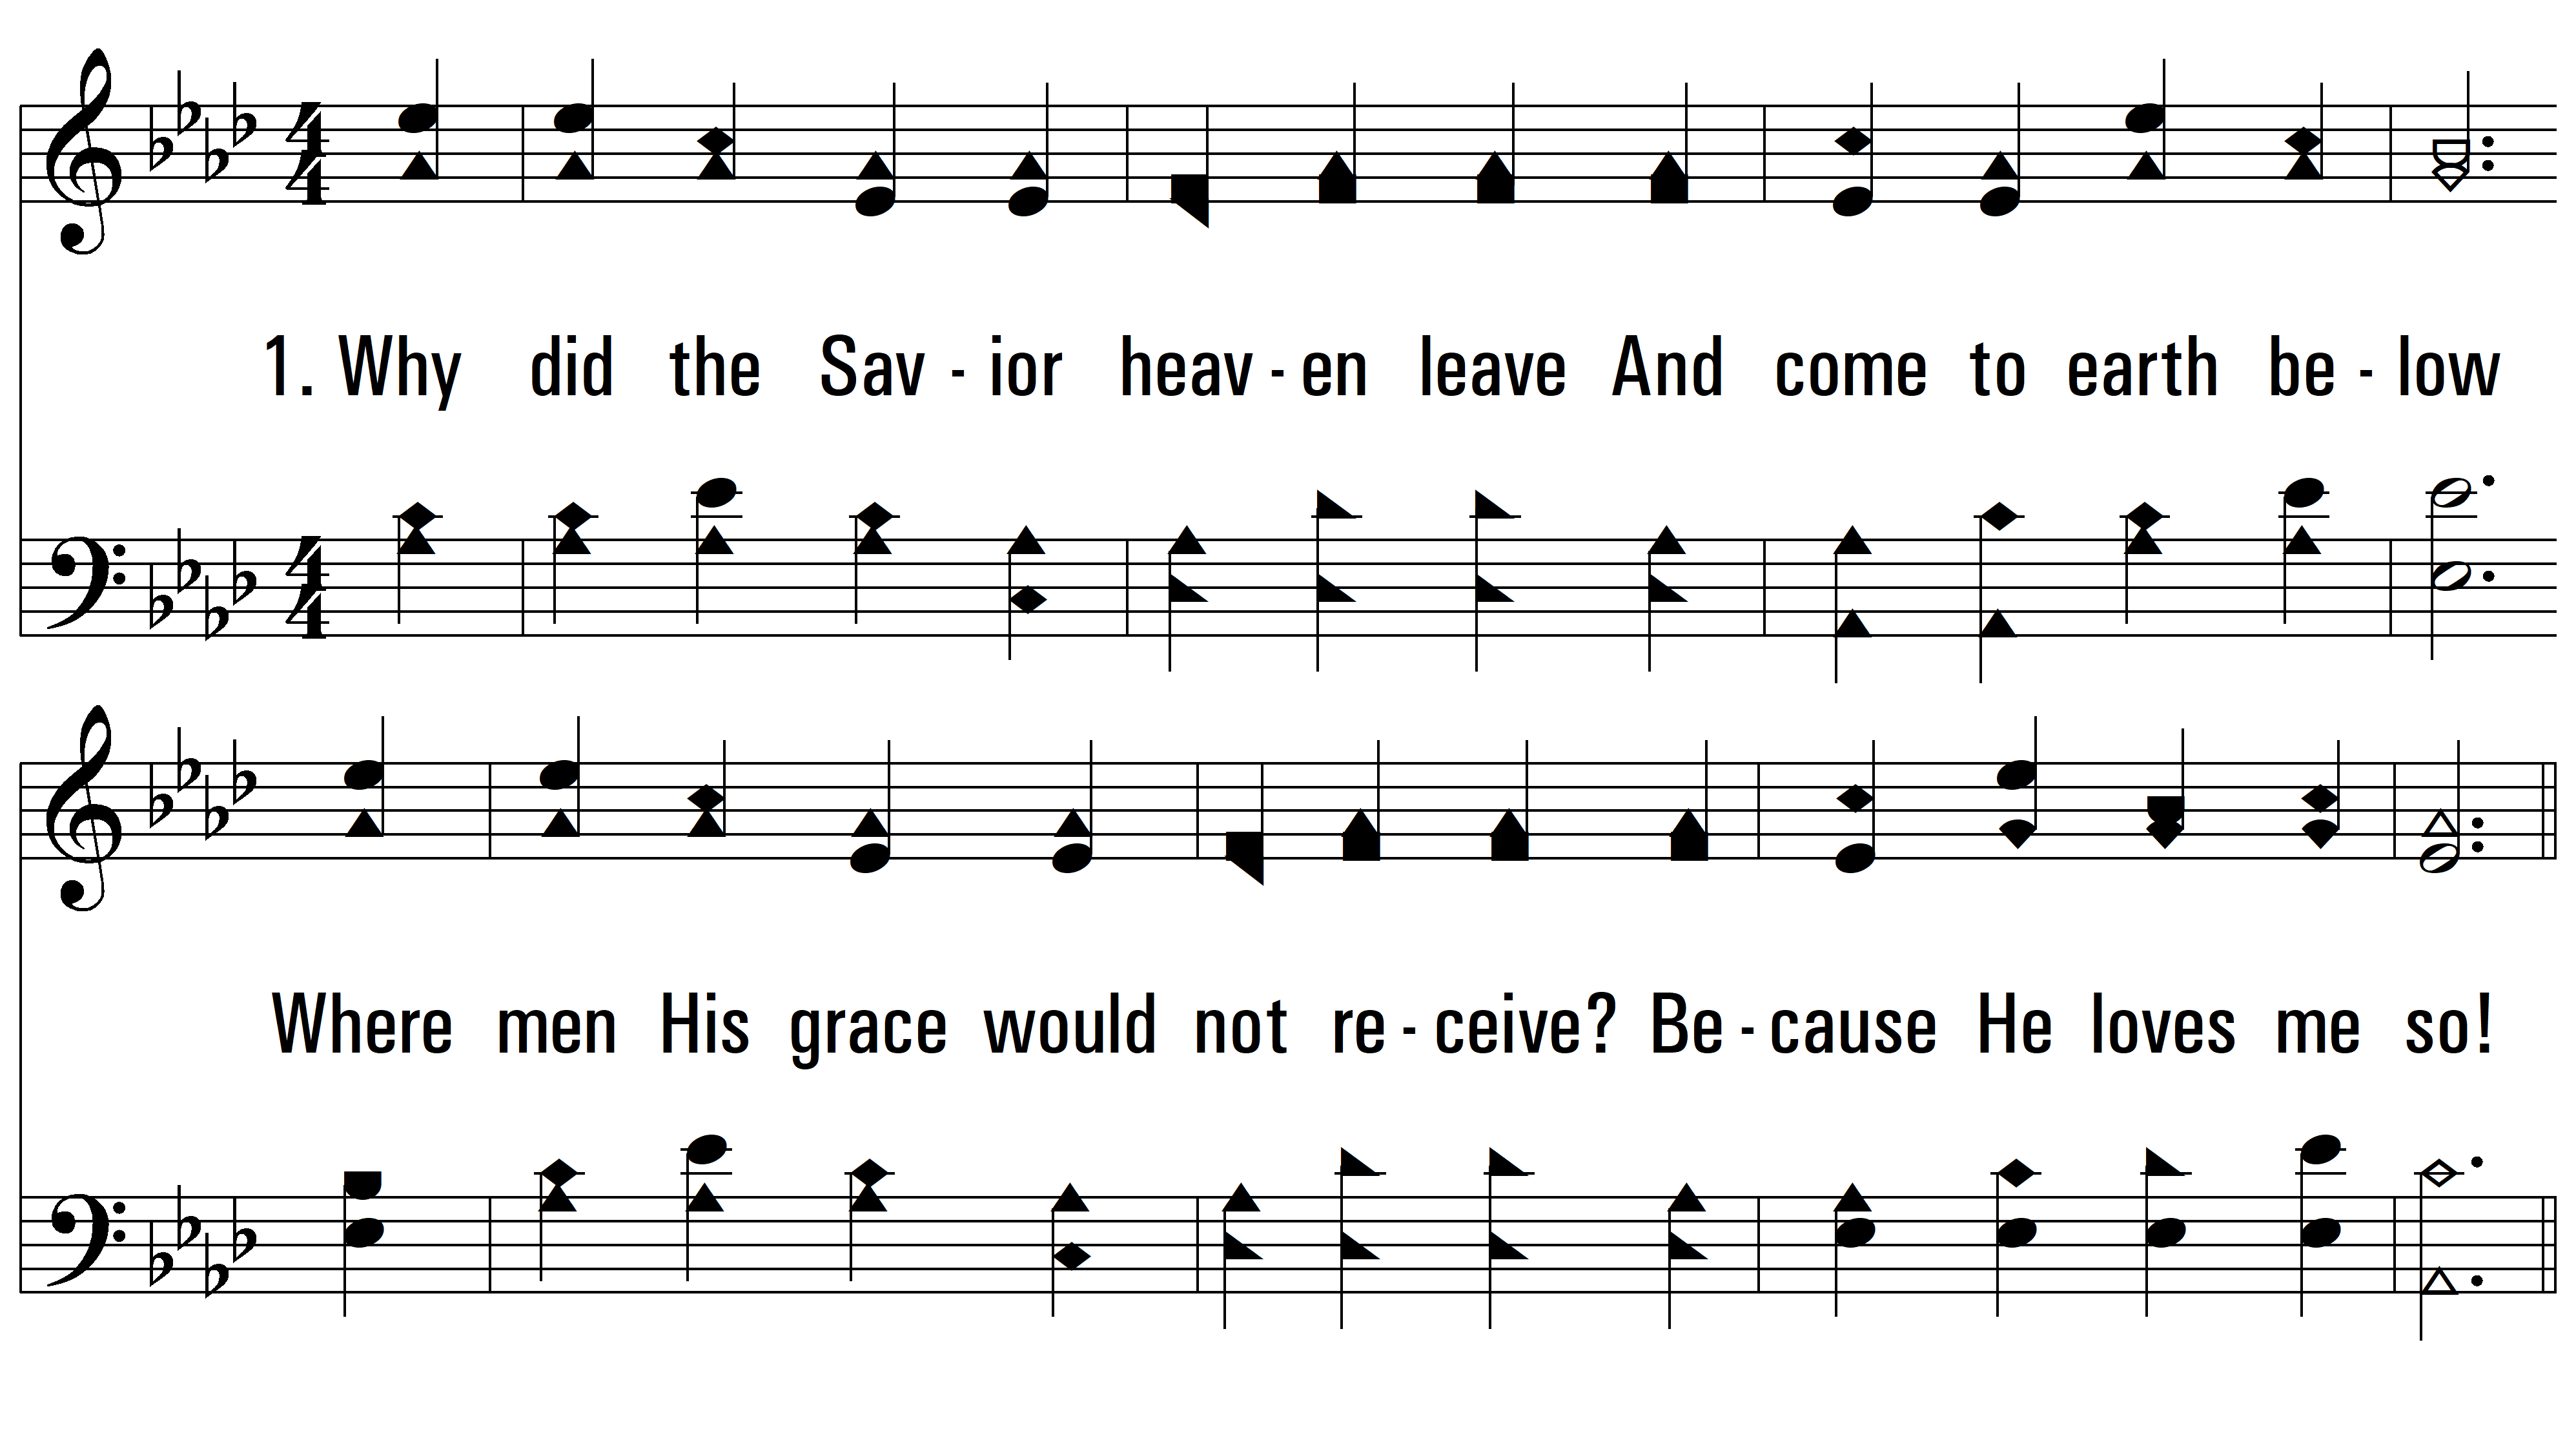 1. Why did the Sav - ior heav - en leave And come to earth be - low
Where men His grace would not re - ceive? Be - cause He loves me so!